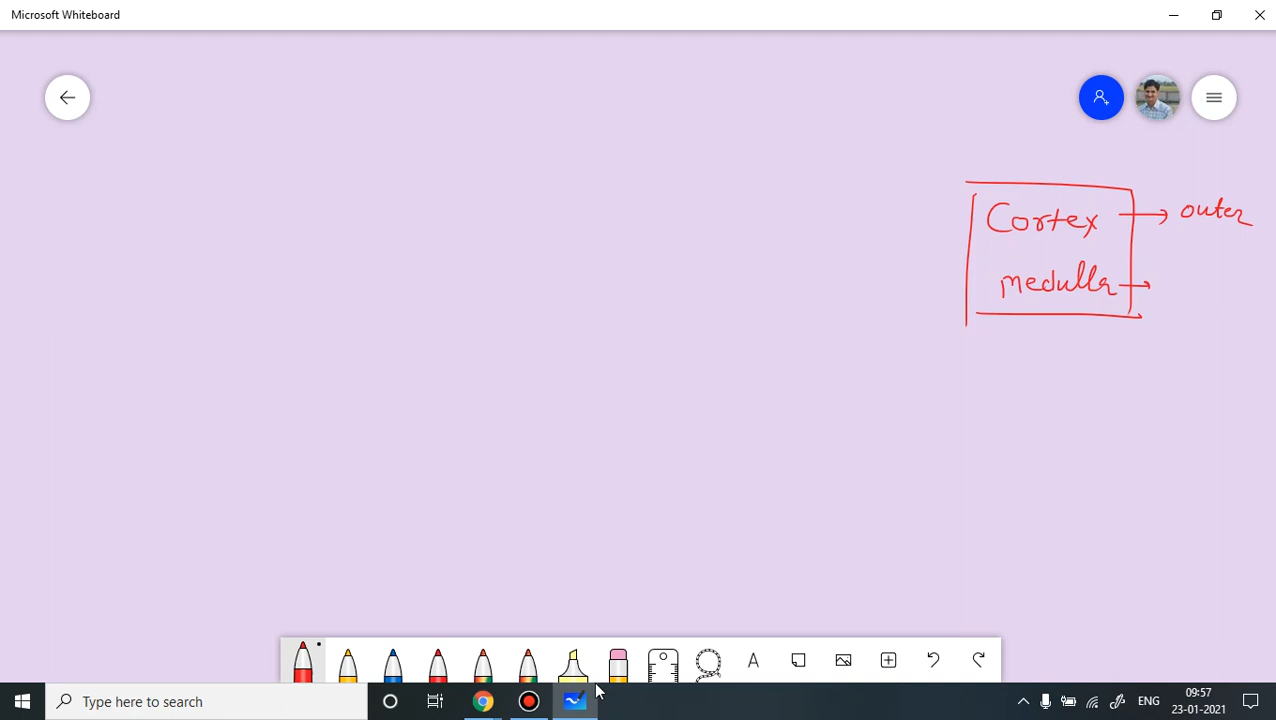 Microsoft Whiteboard
Cortex → outer
medulla →
A
Type here to search
ENG
09:57
23-01-2021